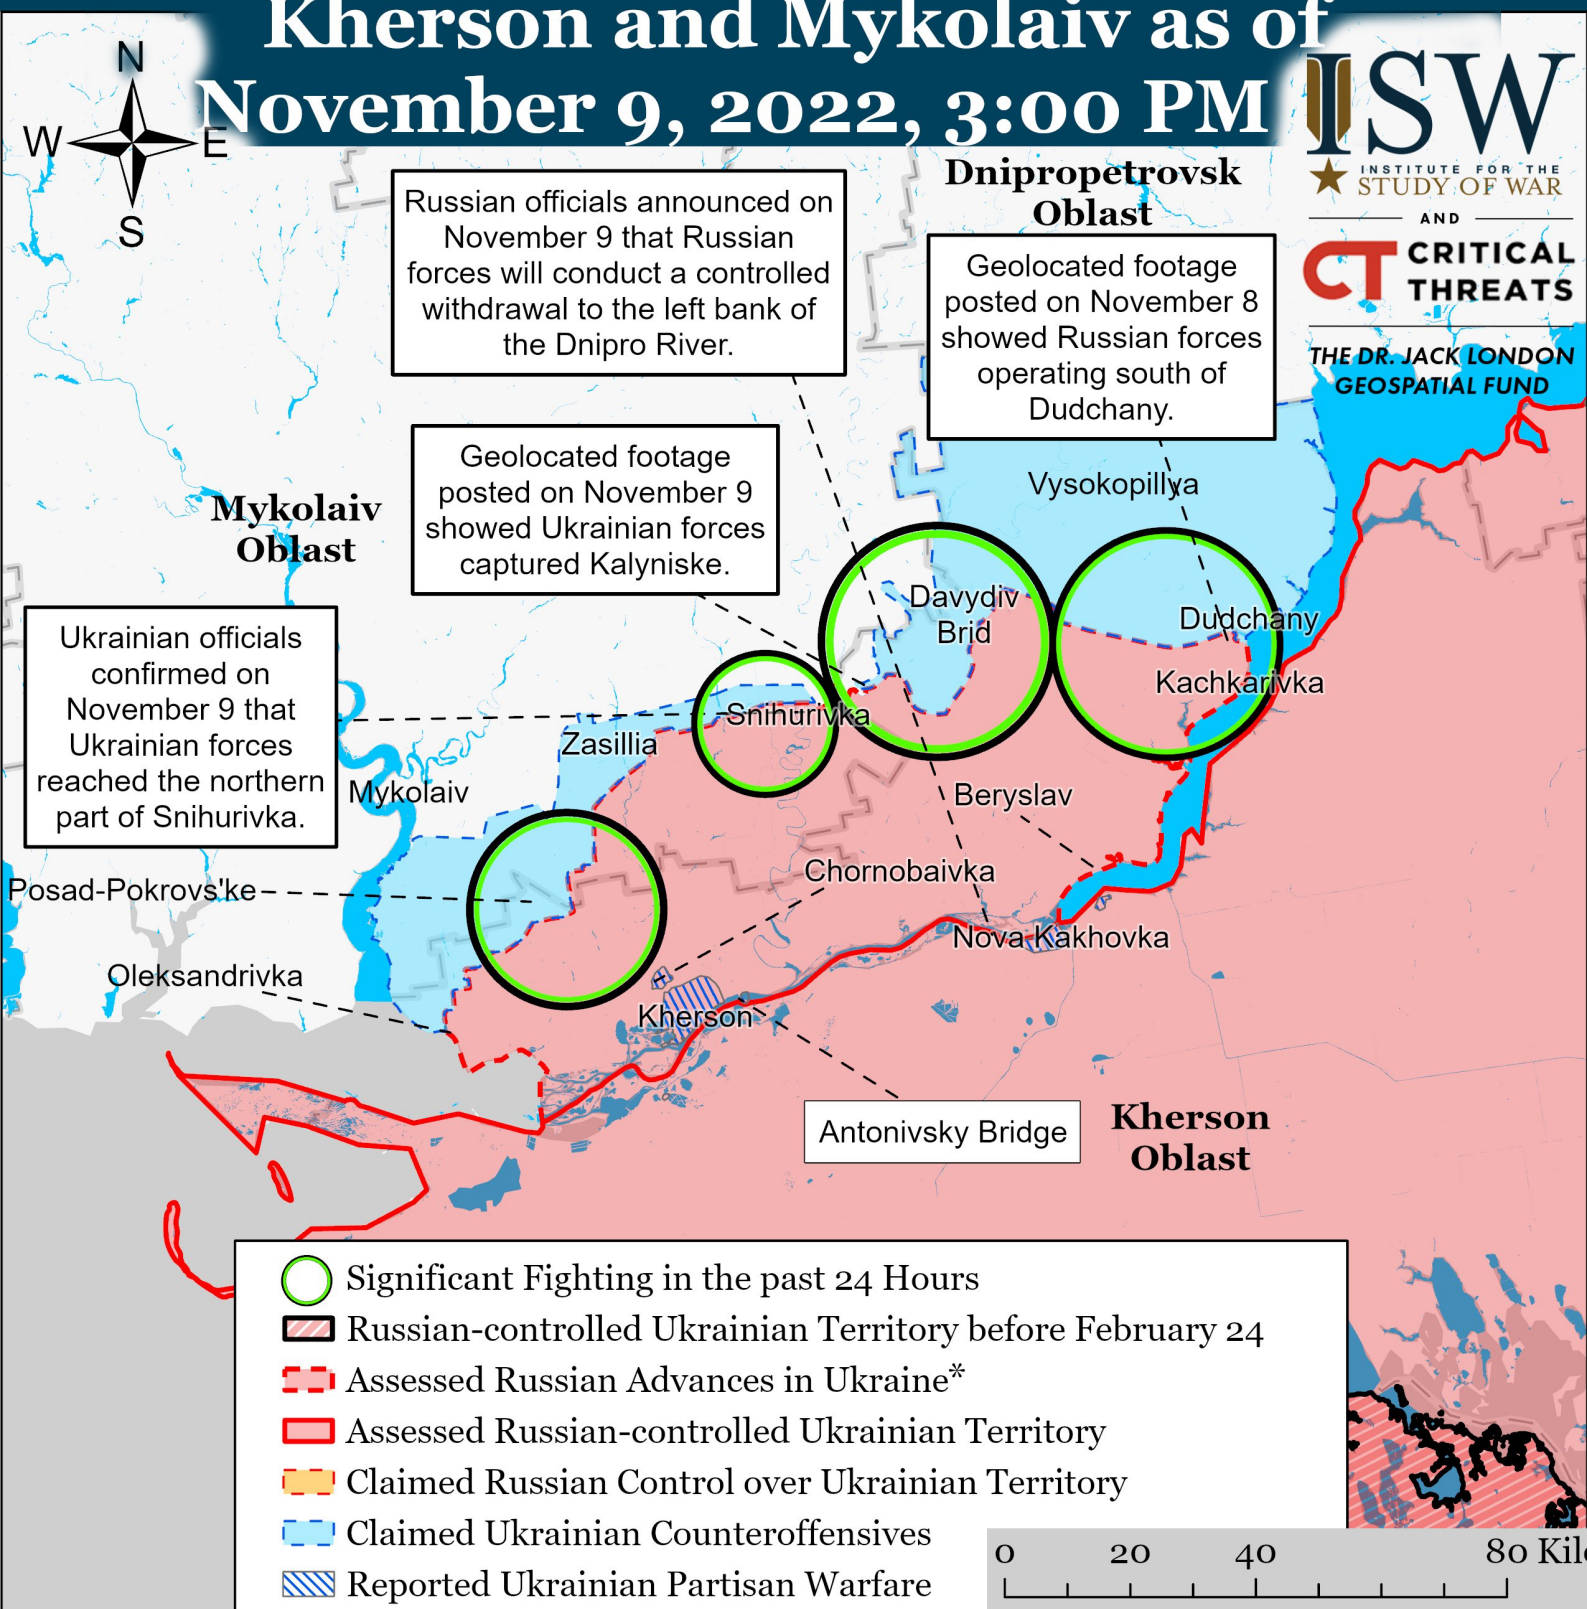 Kherson and Mykolaiv as of
November 9, 2022, 3:00 PM
N
W
E
S
ISW
INSTITUTE FOR THE
STUDY OF WAR
AND
CT CRITICAL
THREATS
THE DR. JACK LONDON
GEOSPATIAL FUND
Dnipropetrovsk
Oblast
Russian officials announced on
November 9 that Russian
forces will conduct a controlled
withdrawal to the left bank of
the Dnipro River.
Geolocated footage
posted on November 8
showed Russian forces
operating south of
Dudchany.
Geolocated footage
posted on November 9
showed Ukrainian forces
captured Kalyniske.
Vysokopillya
Mykolaiv
Oblast
Ukrainian officials
confirmed on
November 9 that
Ukrainian forces
reached the northern
part of Snihurivka.
Davydiv
Brid
Dudchany
Kachkarivka
Snihurivka
Zasillia
Mykolaiv
Beryslav
Chornobaivka
Posad-Pokrovs'ke
Nova Kakhovka
Oleksandrivka
Kherson
Antonivsky Bridge
Kherson
Oblast
Significant Fighting in the past 24 Hours
Russian-controlled Ukrainian Territory before February 24
Assessed Russian Advances in Ukraine*
Assessed Russian-controlled Ukrainian Territory
Claimed Russian Control over Ukrainian Territory
Claimed Ukrainian Counteroffensives
Reported Ukrainian Partisan Warfare
0 20 40 80